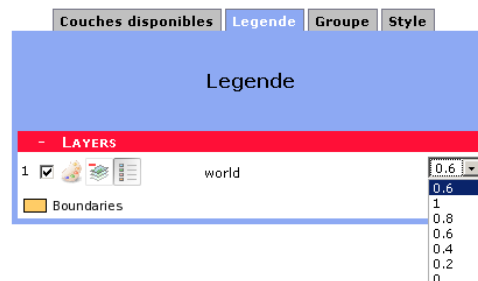 Couches disponibles Legende Groupe Style
Legende
- LAYERS
1 world 0.6
Boundaries
0.6
1
0.8
0.6
0.4
0.2
0